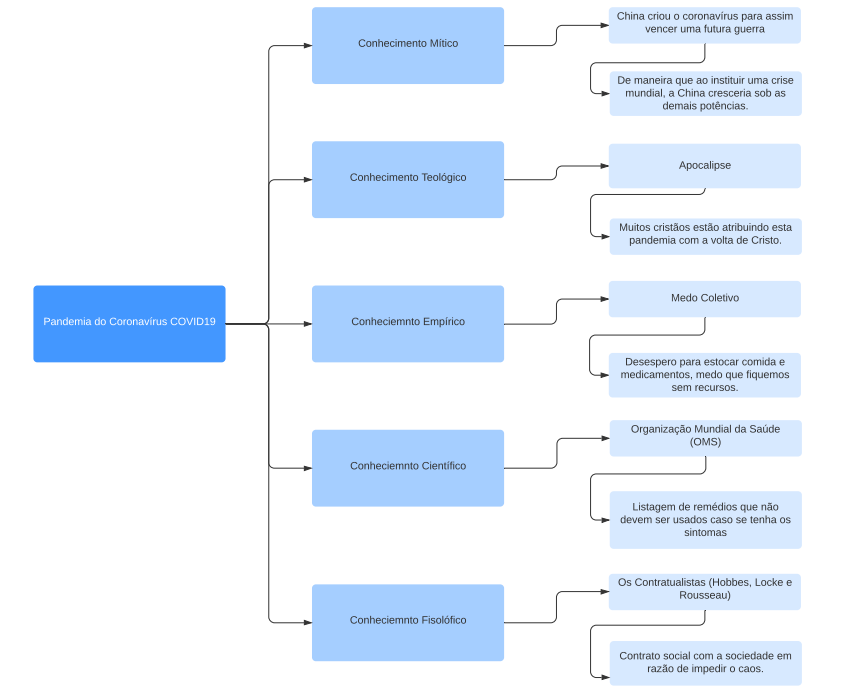 Pandemia do Coronavírus COVID19
Conhecimento Mítico
China criou o coronavírus para assim
vencer uma futura guerra
De maneira que ao instituir uma crise
mundial, a China cresceria sob as
demais potências.
Conhecimento Teológico
Apocalipse
Muitos cristãos estão atribuindo esta
pandemia com a volta de Cristo.
Conheciemnto Empírico
Medo Coletivo
Desespero para estocar comida e
medicamentos, medo que fiquemos
sem recursos.
Conheciemnto Científico
Organização Mundial da Saúde
(OMS)
Listagem de remédios que não
devem ser usados caso se tenha os
sintomas
Conheciemnto Fisolófico
Os Contratualistas (Hobbes, Locke e
Rousseau)
Contrato social com a sociedade em
razão de impedir o caos.